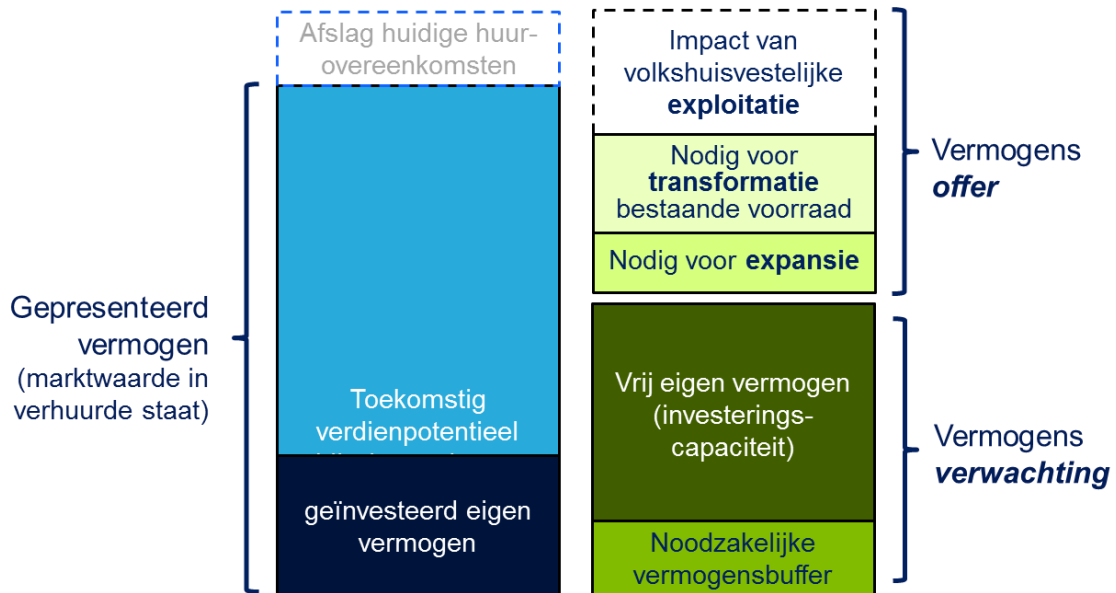 Afslag huidige huur-
overeenkomsten
Gepresenteerd
vermogen
(marktwaarde in
verhuurde staat)
Toekomstig
verdienpotentieel
geïnvesteerd eigen
vermogen
Impact van
volkshuisvestelijke
exploitatie
Nodig voor
transformatie
bestaande voorraad
Nodig voor expansie
Vrij eigen vermogen
(investerings-
capaciteit)
Noodzakelijke
vermogensbuffer
Vermogens
offer
Vermogens
verwachting